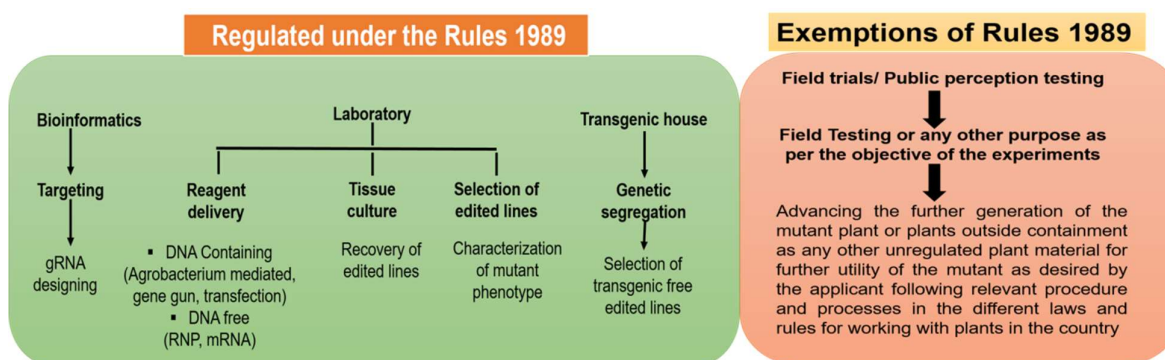 Regulated under the Rules 1989
Bioinformatics
Targeting
gRNA
designing
Laboratory
Reagent
delivery
▪ DNA Containing
(Agrobacterium mediated,
gene gun, transfection)
▪ DNA free
(RNP, mRNA)
Tissue
culture
Recovery of
edited lines
Selection of
edited lines
Characterization
of mutant
phenotype
Transgenic house
Genetic
segregation
Selection of
transgenic free
edited lines
Exemptions of Rules 1989
Field trials/ Public perception testing
Field Testing or any other purpose as
per the objective of the experiments
Advancing the further generation of the
mutant plant or plants outside containment
as any other unregulated plant material for
further utility of the mutant as desired by
the applicant following relevant procedure
and processes in the different laws and
rules for working with plants in the country